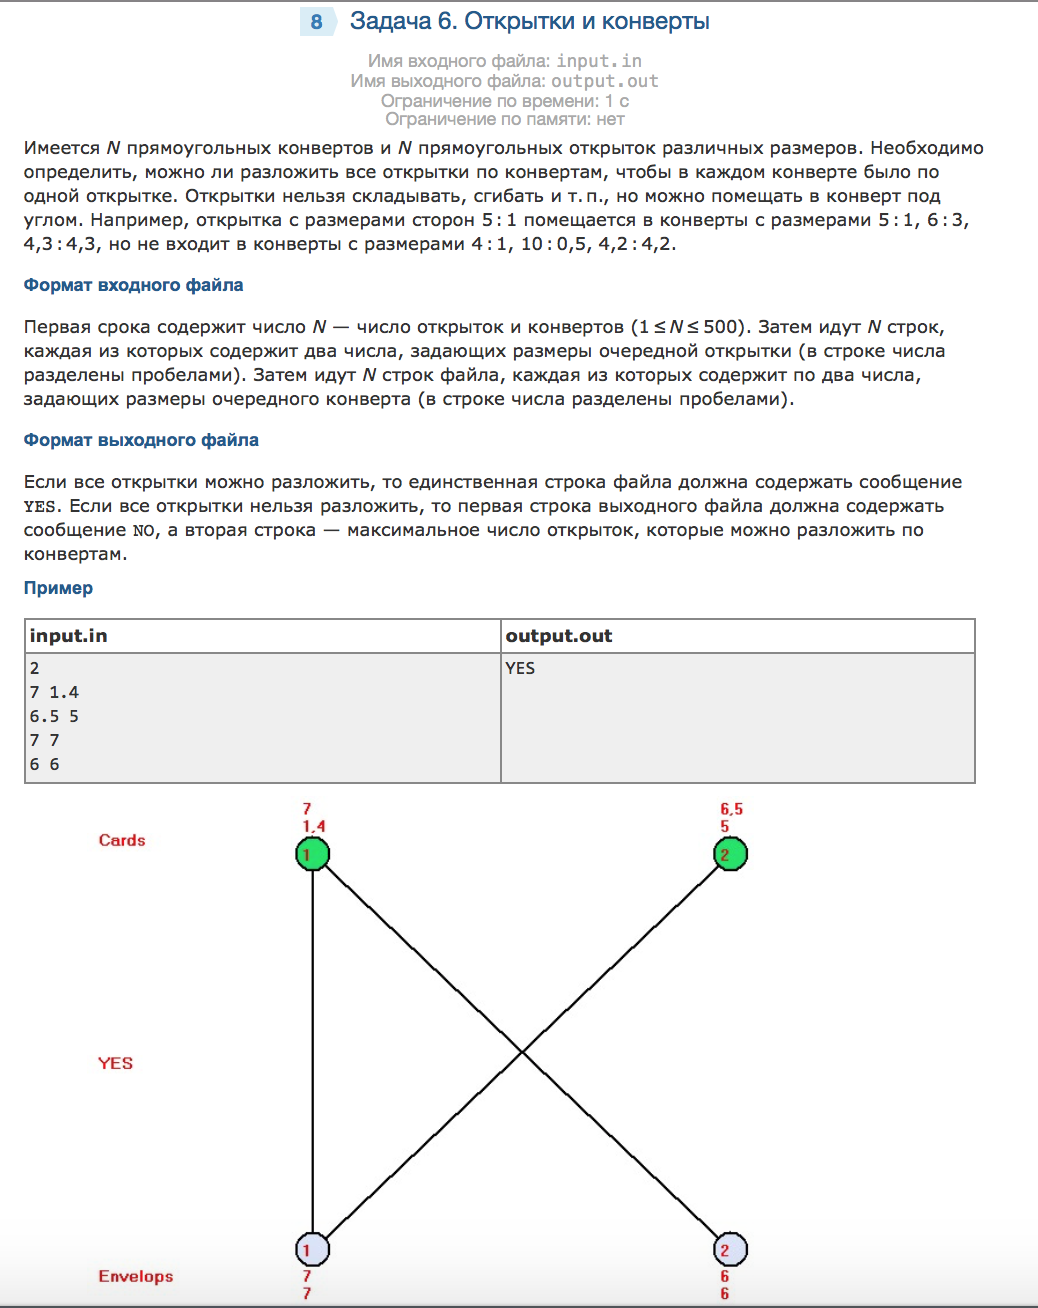 8 Задача 6. Открытки и конверты
Имя входного файла: input.in
Имя выходного файла: output.out
Ограничение по времени: 1 с
Ограничение по памяти: нет
Имеется N прямоугольных конвертов и N прямоугольных открыток различных размеров. Необходимо
определить, можно ли разложить все открытки по конвертам, чтобы в каждом конверте было по
одной открытке. Открытки нельзя складывать, сгибать и т.п., но можно помещать в конверт под
углом. Например, открытка с размерами сторон 5:1 помещается в конверты с размерами 5:1, 6:3,
4,3:4,3, но не входит в конверты с размерами 4:1, 10:0,5, 4,2:4,2.
Формат входного файла
Первая срока содержит число N — число открыток и конвертов (1≤N≤500). Затем идут N строк,
каждая из которых содержит два числа, задающих размеры очередной открытки (в строке числа
разделены пробелами). Затем идут N строк файла, каждая из которых содержит по два числа,
задающих размеры очередного конверта (в строке числа разделены пробелами).
Формат выходного файла
Если все открытки можно разложить, то единственная строка файла должна содержать сообщение
YES. Если все открытки нельзя разложить, то первая строка выходного файла должна содержать
сообщение NO, а вторая строка — максимальное число открыток, которые можно разложить по
конвертам.
Пример
input.in output.out
2 YES
7 1.4
6.5 5
7 7
6 6
7 6,5
1,4 5
Cards
1 2
YES
1 2
Envelops
7 6
7 6